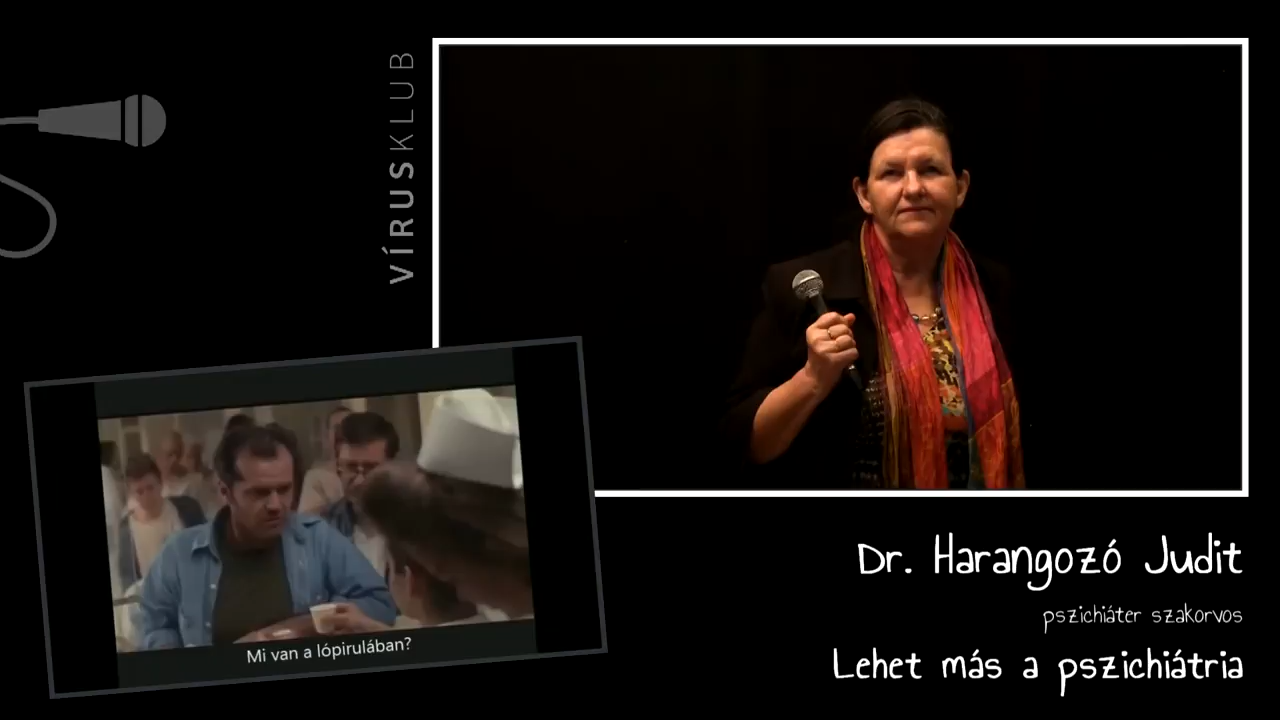 VÍRUSKLUB
Mi van a lópirulában?
Dr. Harangozó Judit
pszichiáter szakorvos
Lehet más a pszichiátria